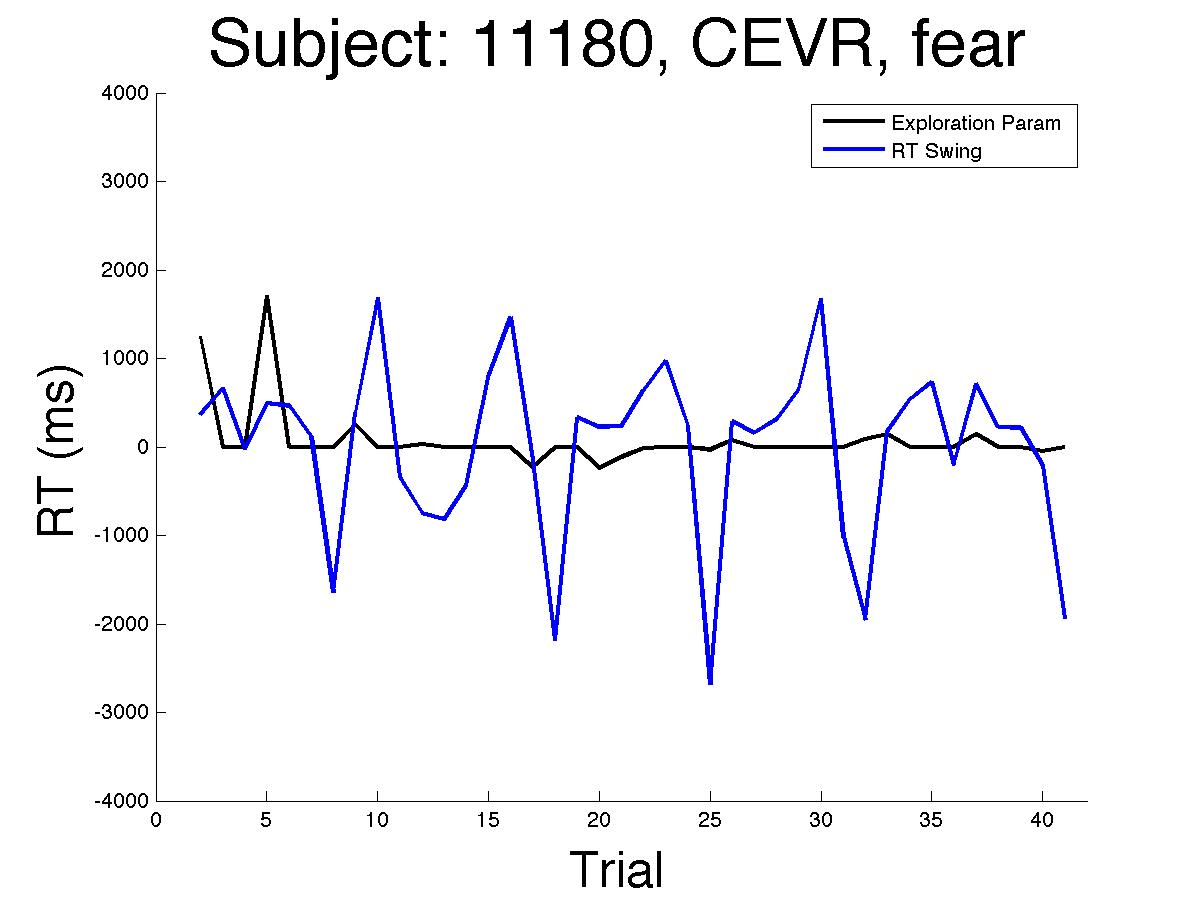 Subject: 11180, CEVR, fear
4000
3000
2000
1000
0
-1000
-2000
-3000
-4000
RT (ms)
Exploration Param
RT Swing
0 5 10 15 20 25 30 35 40
Trial